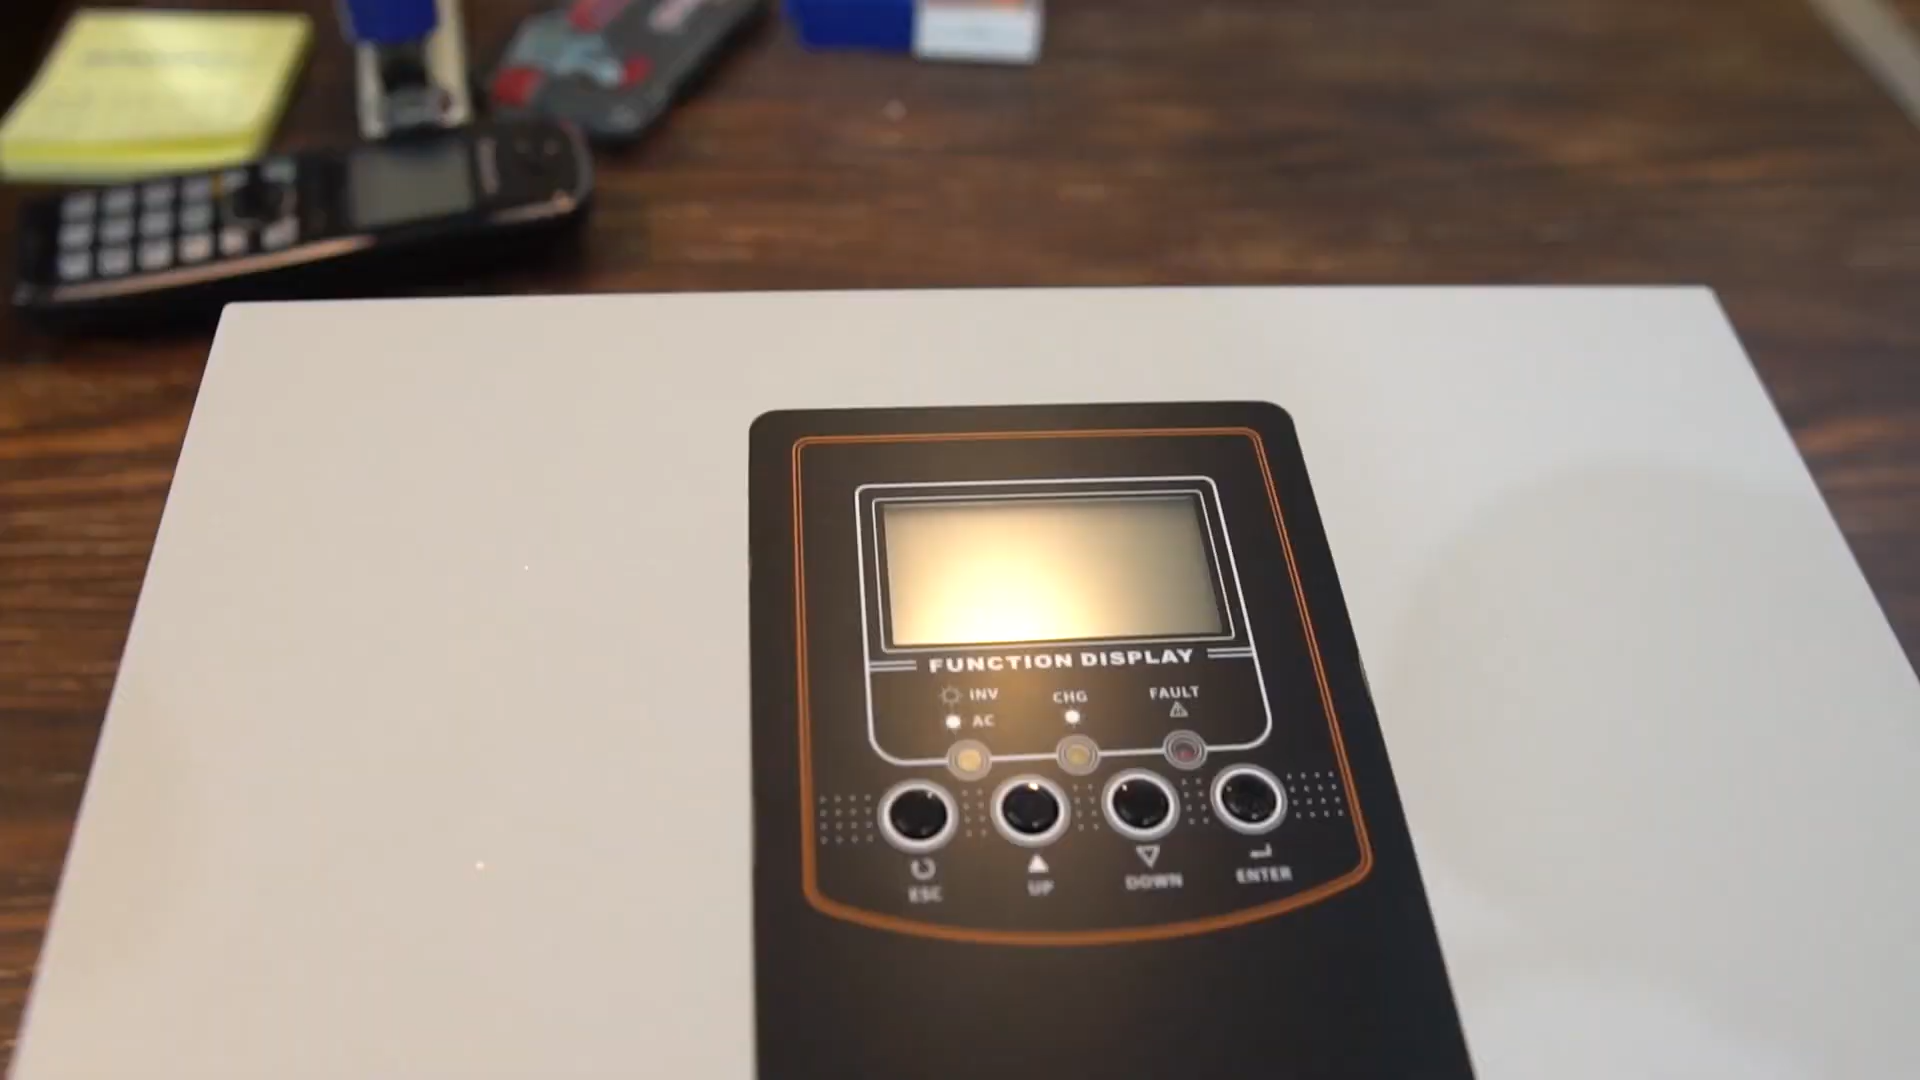 FUNCTION DISPLAY
INV CHG FAULT
AC
ESC UP DOWN ENTER